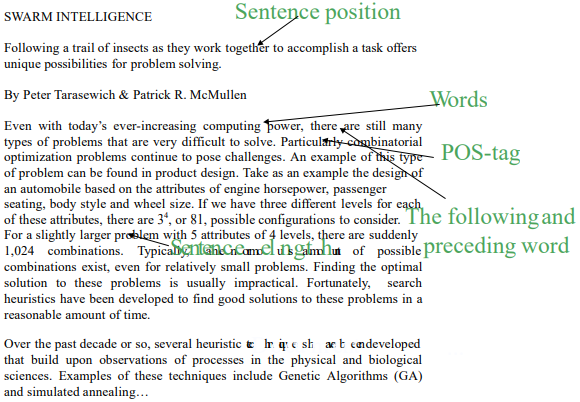 SWARM INTELLIGENCE
Sentence position
Following a trail of insects as they work together to accomplish a task offers
unique possibilities for problem solving.
By Peter Tarasewich & Patrick R. McMullen
Words
Even with today's ever-increasing computing power, there are still many
types of problems that are very difficult to solve. Particularly combinatorial
POS-tag
optimization problems continue to pose challenges. An example of this type
of problem can be found in product design. Take as an example the design of
an automobile based on the attributes of engine horsepower, passenger
seating, body style and wheel size. If we have three different levels for each
of these attributes, there are 3⁴, or 81, possible configurations to consider.
The following and
preceding word
For a slightly larger problem with 5 attributes of 4 levels, there are suddenly
1,024 combinations. Typically, of possible
combinations exist, even for relatively small problems. Finding the optimal
solution to these problems is usually impractical. Fortunately, search
heuristics have been developed to find good solutions to these problems in a
reasonable amount of time.
Over the past decade or so, several heuristic developed
that build upon observations of processes in the physical and biological
sciences. Examples of these techniques include Genetic Algorithms (GA)
and simulated annealing…